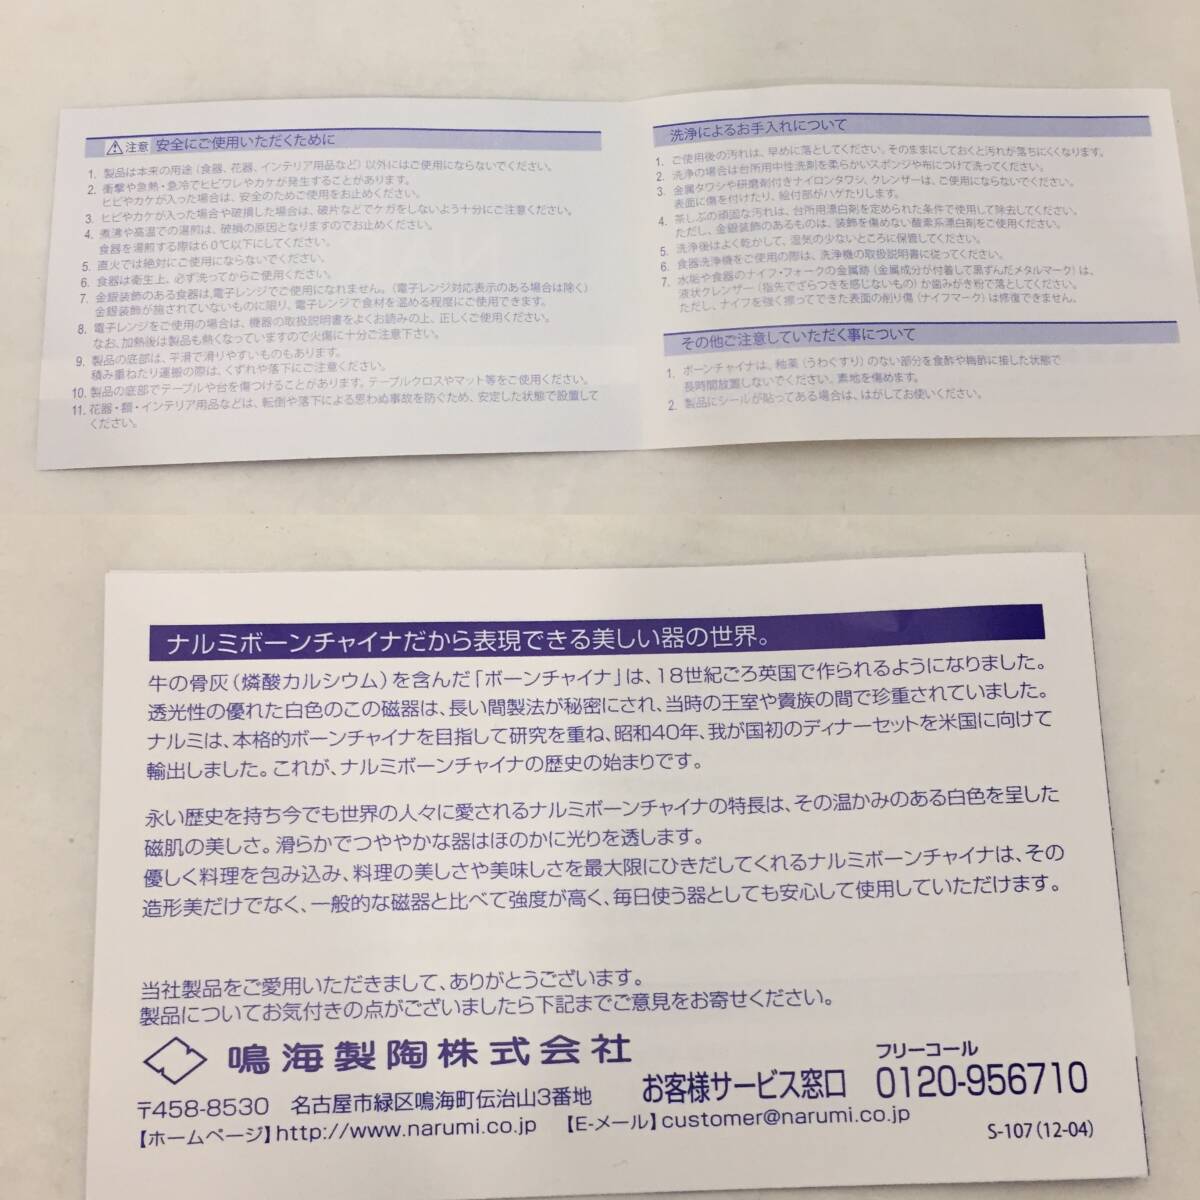 ⚠注意 安全にご使用いただくために
1. 製品は本来の用途(食器、花器、インテリア用品など)以外にはご使用にならないでください。
2. 衝撃や急熱・急冷でヒビワレやカケが発生することがあります。
ヒビやカケが入った場合は、安全のためご使用をお止めください。
3. ヒビやカケが入った場合や破損した場合は、破片などでケガをしないよう十分にご注意ください。
4. 煮沸や高温での湯煎は、破損の原因となりますのでお止めください。
食器を湯煎する際は60℃以下にしてください。
5. 直火では絶対にご使用にならないでください。
6. 食器は衛生上、必ず洗ってからご使用ください。
7. 金銀装飾のある食器は、電子レンジでご使用になれません。(電子レンジ対応表示のある場合は除く)
金銀装飾が施されていないものに限り、電子レンジで食材を温める程度にご使用できます。
8. 電子レンジをご使用の場合は、機器の取扱説明書をよくお読みの上、正しくご使用ください。
なお、加熱後は製品も熱くなっていますので火傷に十分ご注意下さい。
9. 製品の底部は、平滑で滑りやすいものもあります。
積み重ねたり運搬の際は、くずれや落下にご注意ください。
10. 製品の底部でテーブルや台を傷つけることがあります。テーブルクロスやマット等をご使用ください。
11. 花器・額・インテリア用品などは、転倒や落下による思わぬ事故を防ぐため、安定した状態で設置して
ください。
洗浄によるお手入れについて
1. ご使用後の汚れは、早めに落としてください。そのままにしておくと汚れが落ちにくくなります。
2. 洗浄の場合は台所用中性洗剤を柔らかいスポンジや布につけて洗ってください。
3. 金属タワシや研磨剤付きナイロンタワシ、クレンザーは、ご使用にならないでください。
表面に傷を付けたり、絵付部がハゲたりします。
4. 茶しぶの頑固な汚れは、台所用漂白剤を定められた条件で使用して除去してください。
ただし、金銀装飾のあるものは、装飾を傷めない酸素系漂白剤をご使用ください。
5. 洗浄後はよく乾かして、湿気の少ないところに保管してください。
6. 食器洗浄機をご使用の際は、洗浄機の取扱説明書に従ってください。
7. 水垢や食器のナイフ・フォークの金属跡(金属成分が付着して黒ずんだメタルマーク)は、
液状クレンザー(指先でざらつきを感じないもの)か歯みがき粉で落としてください。
ただし、ナイフを強く擦ってできた表面の削り傷(ナイフマーク)は修復できません。
その他ご注意していただく事について
1. ボーンチャイナは、釉薬(うわぐすり)のない部分を食酢や梅酢に接した状態で
長時間放置しないでください。素地を傷めます。
2. 製品にシールが貼ってある場合は、はがしてお使いください。
ナルミボーンチャイナだから表現できる美しい器の世界。
牛の骨灰(燐酸カルシウム)を含んだ「ボーンチャイナ」は、18世紀ごろ英国で作られるようになりました。
透光性の優れた白色のこの磁器は、長い間製法が秘密にされ、当時の王室や貴族の間で珍重されていました。
ナルミは、本格的ボーンチャイナを目指して研究を重ね、昭和40年、我が国初のディナーセットを米国に向けて
輸出しました。これが、ナルミボーンチャイナの歴史の始まりです。
永い歴史を持ち今でも世界の人々に愛されるナルミボーンチャイナの特長は、その温かみのある白色を呈した
磁肌の美しさ。滑らかでつややかな器はほのかに光りを透します。
優しく料理を包み込み、料理の美しさや美味しさを最大限にひきだしてくれるナルミボーンチャイナは、その
造形美だけでなく、一般的な磁器と比べて強度が高く、毎日使う器としても安心して使用していただけます。
当社製品をご愛用いただきまして、ありがとうございます。
製品についてお気付きの点がございましたら下記までご意見をお寄せください。
鳴海製陶株式会社
フリーコール
お客様サービス窓口 0120-956710
〒458-8530 名古屋市緑区鳴海町伝治山3番地
【ホームページ】http://www.narumi.co.jp 【E-メール】customer@narumi.co.jp
S-107(12-04)